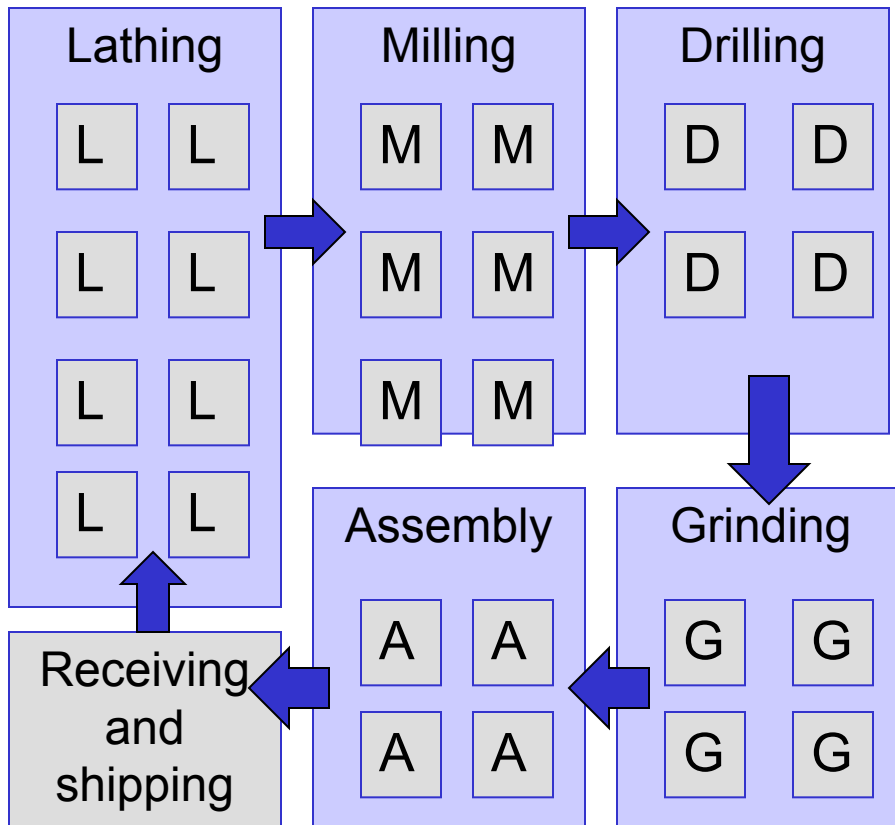 Lathing
Milling
Drilling
L L
M M
D D
L L
M M
D D
L L
M M
L L
Assembly
Grinding
A A
G G
Receiving
and
shipping
A A
G G